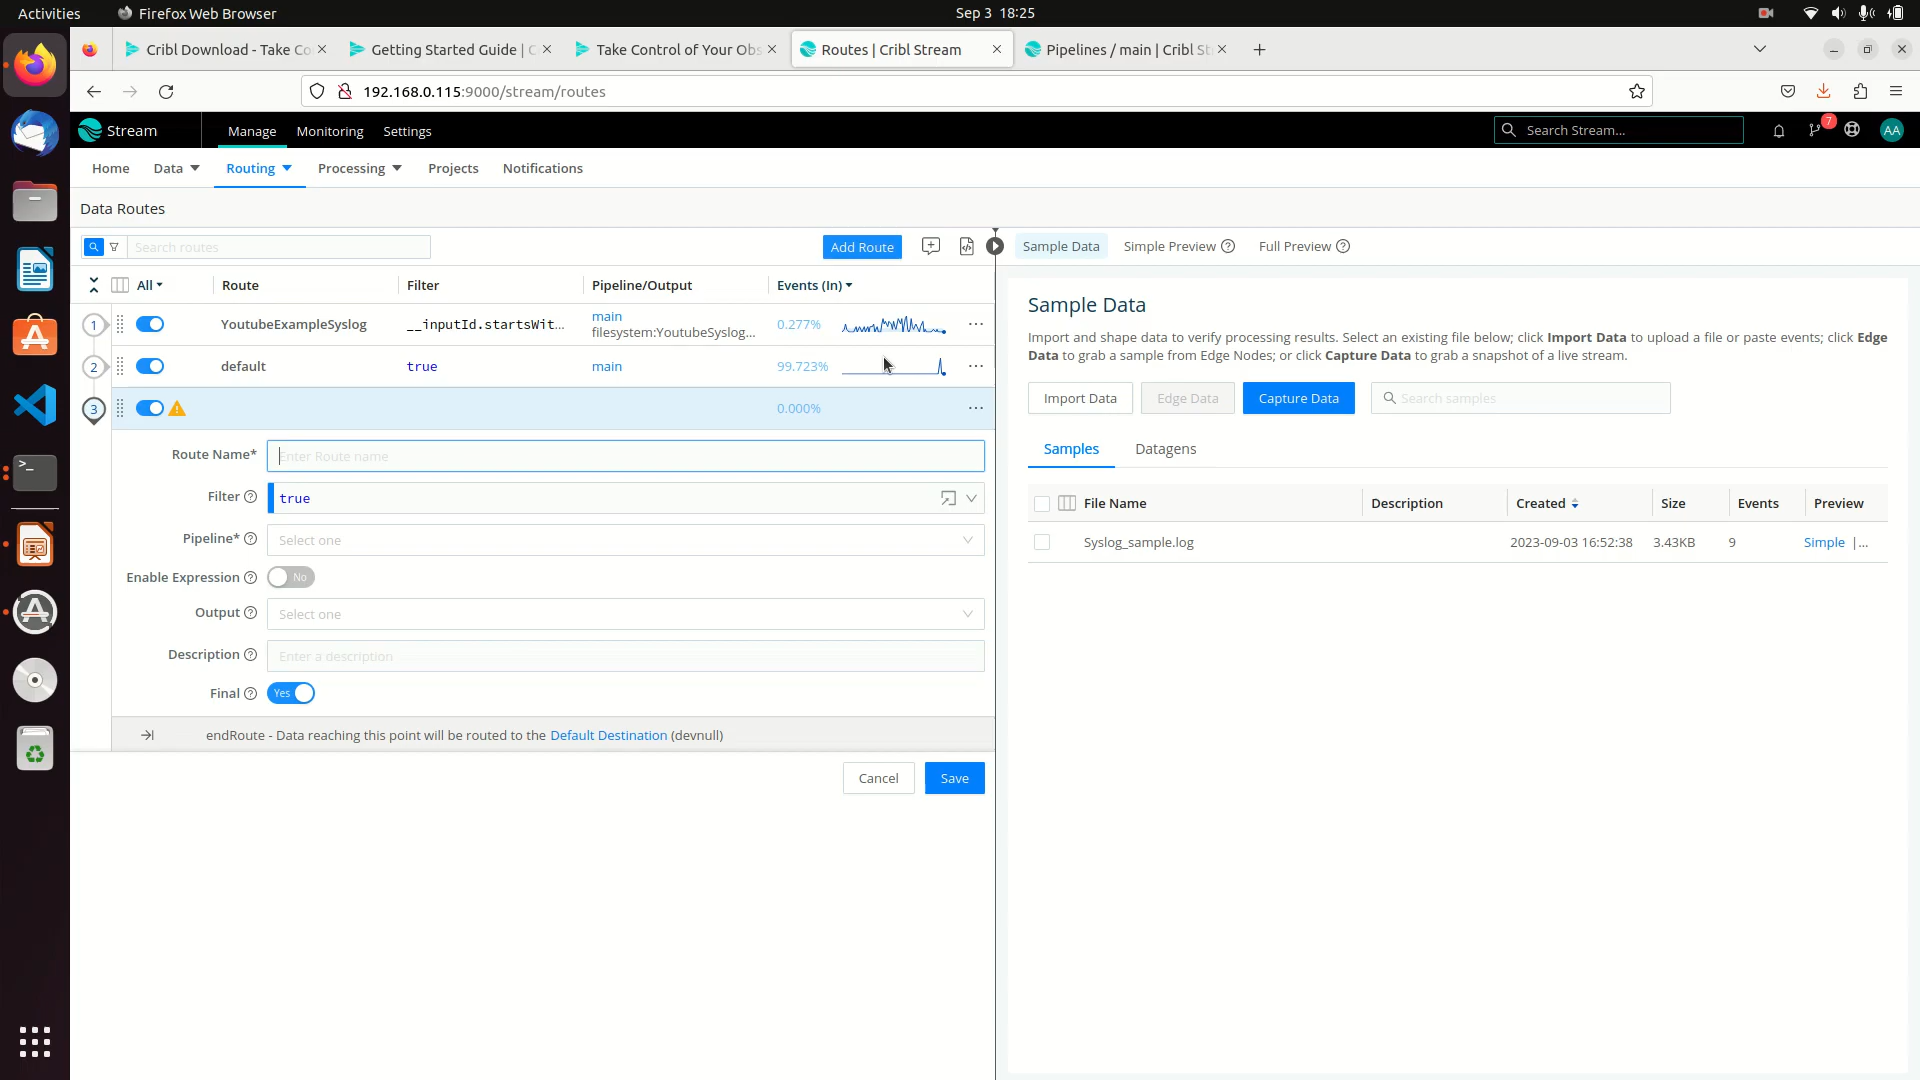 Activities
Firefox Web Browser
Sep 3 18:25
Cribl Download - Take Co
Getting Started Guide | C
Take Control of Your Obs
Routes | Cribl Stream
Pipelines / main | Cribl St
192.168.0.115:9000/stream/routes
Stream
Manage
Monitoring
Settings
Search Stream...
7
AA
Home
Data
Routing
Processing
Projects
Notifications
Data Routes
Search routes
Add Route
Sample Data
Simple Preview
Full Preview
All
Route
Filter
Pipeline/Output
Events (In)
1
YoutubeExampleSyslog
__inputId.startsWit...
main
filesystem:YoutubeSyslog...
0.277%
2
default
true
main
99.723%
3
0.000%
Route Name*
Enter Route name
Filter
true
Pipeline*
Select one
Enable Expression
No
Output
Select one
Description
Enter a description
Final
Yes
endRoute - Data reaching this point will be routed to the Default Destination (devnull)
Cancel
Save
Sample Data
Import and shape data to verify processing results. Select an existing file below; click Import Data to upload a file or paste events; click Edge
Data to grab a sample from Edge Nodes; or click Capture Data to grab a snapshot of a live stream.
Import Data
Edge Data
Capture Data
Search samples
Samples
Datagens
File Name
Description
Created
Size
Events
Preview
Syslog_sample.log
2023-09-03 16:52:38
3.43KB
9
Simple |...